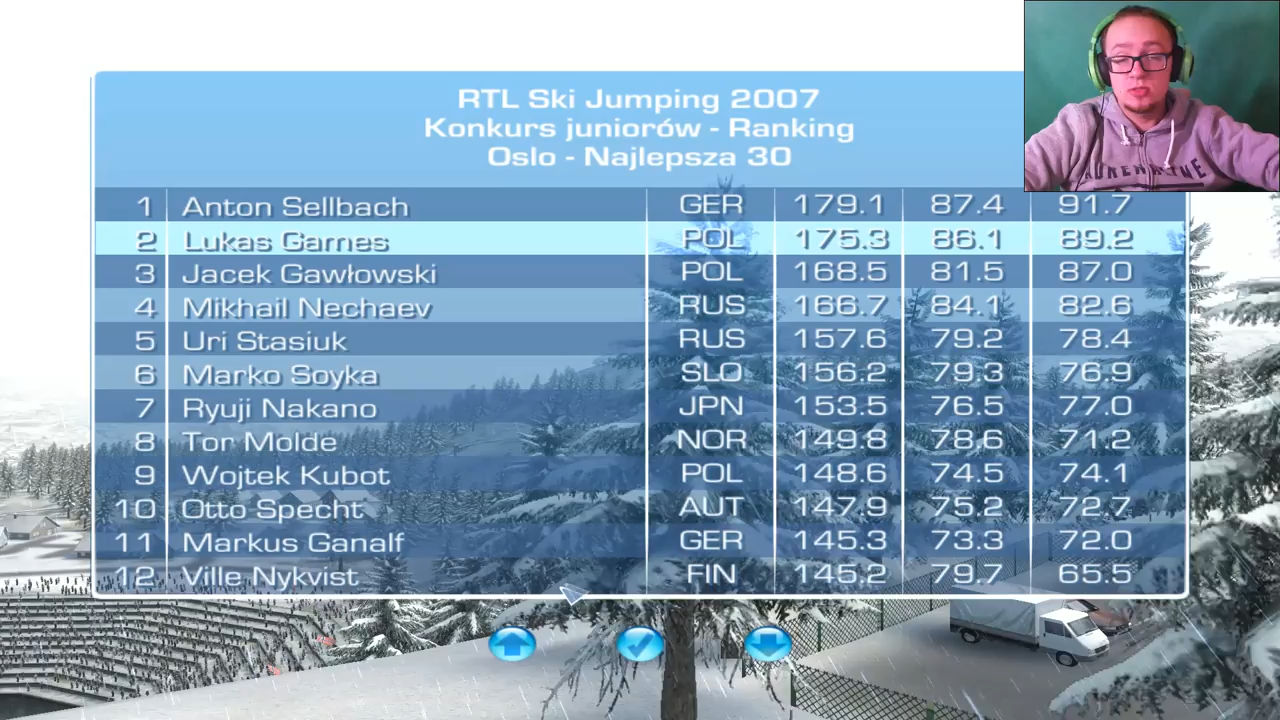 RTL Ski Jumping 2007
Konkurs juniorów - Ranking
Oslo - Najlepsza 30
1 Anton Sellbach GER 179.1 87.4 91.7
2 Lukas Games POL 175.3 86.1 89.2
3 Jacek Gawłowski POL 168.5 81.5 87.0
4 Mikhail Nechaev RUS 166.7 84.1 82.6
5 Uri Stasiuk RUS 157.6 79.2 78.4
6 Marko Soyka SLO 156.2 79.3 76.9
7 Ryuji Nakano JPN 153.5 76.5 77.0
8 Tor Molde NOR 149.8 78.6 71.2
9 Wojtek Kubot POL 148.6 74.5 74.1
10 Otto Specht AUT 147.9 75.2 72.7
11 Markus Ganalf GER 145.3 73.3 72.0
12 Ville Nykvist FIN 145.2 79.7 65.5